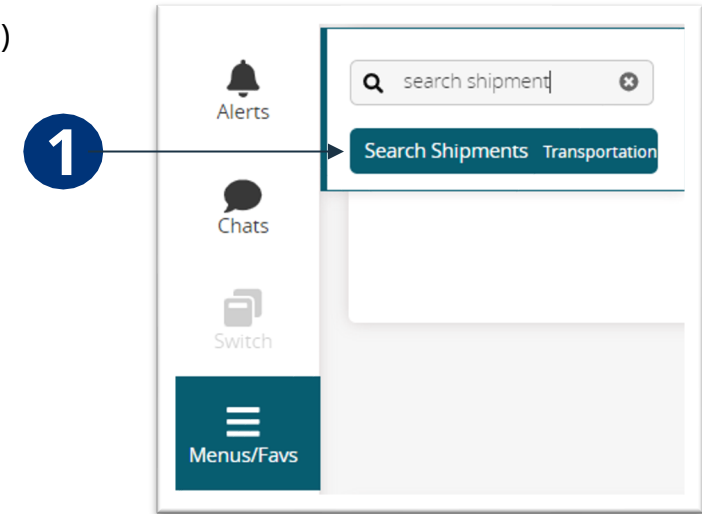 )
Alerts
search shipment
1
Search Shipments Transportation
Chats
Switch
Menus/Favs